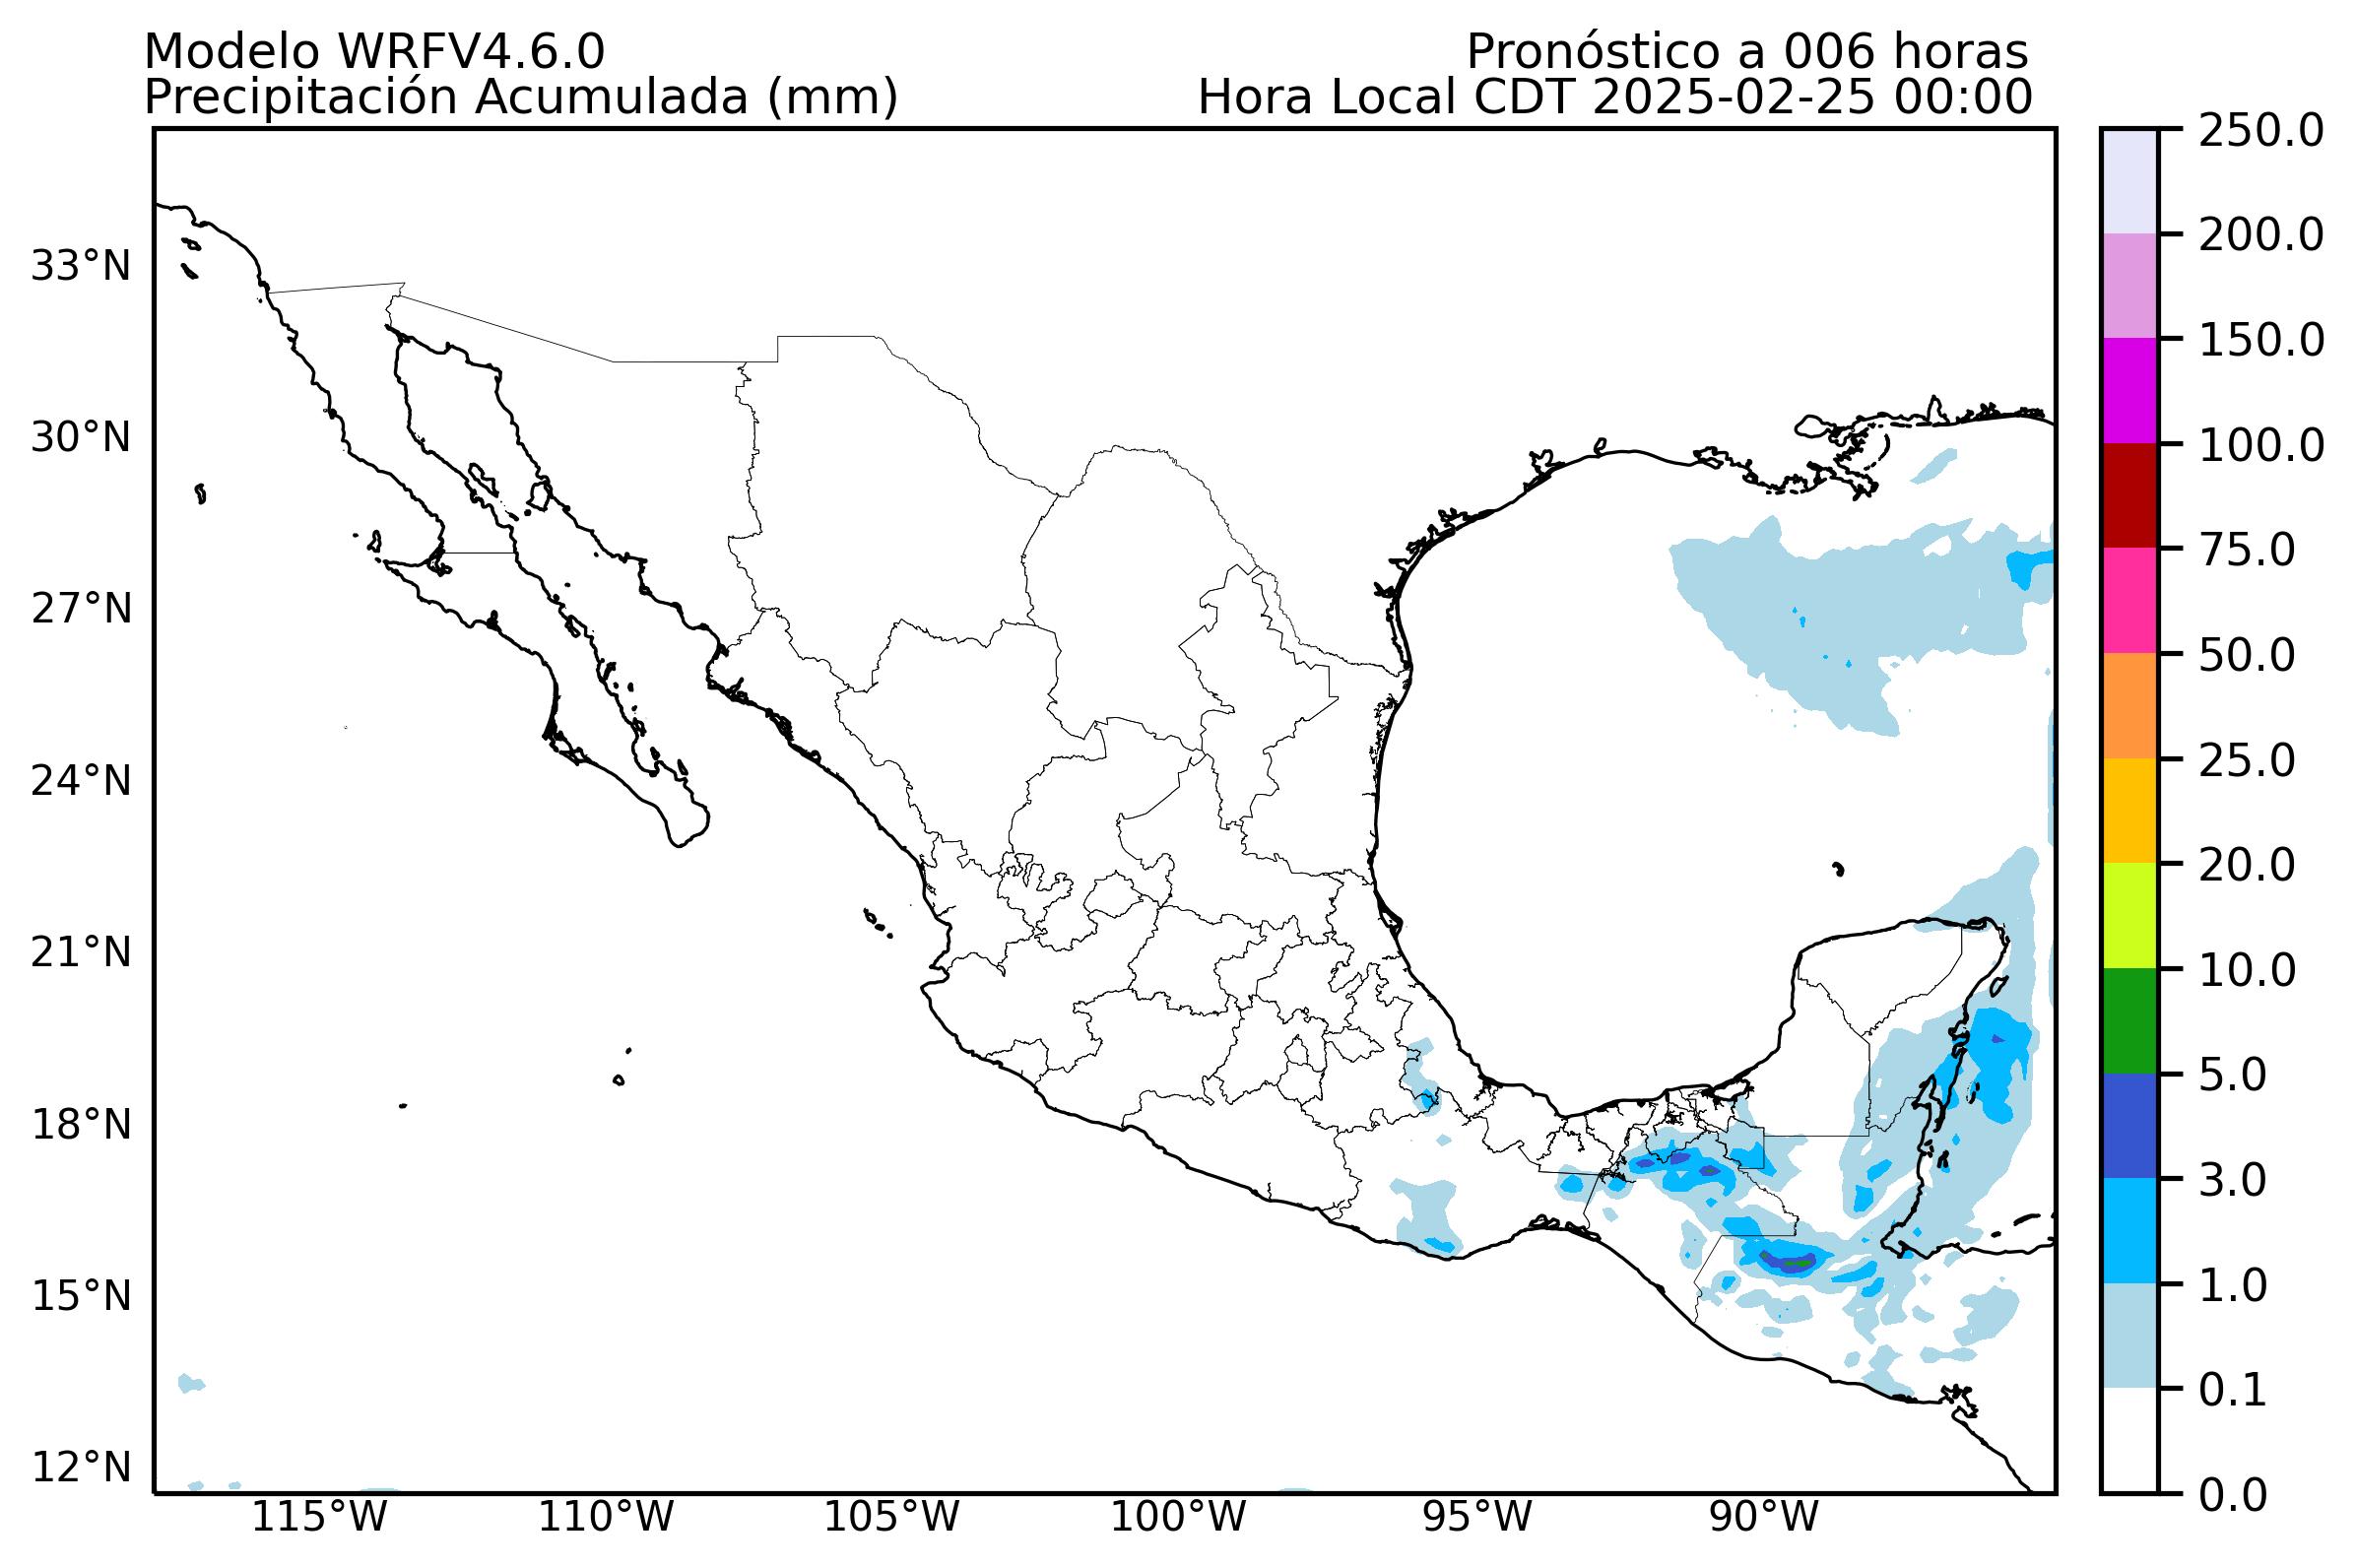 Modelo WRFV4.6.0
Pronóstico a 006 horas
Precipitación Acumulada (mm)
Hora Local CDT 2025-02-25 00:00
33°N
30°N
27°N
24°N
21°N
18°N
15°N
12°N
115°W
110°W
105°W
100°W
95°W
90°W
250.0
200.0
150.0
100.0
75.0
50.0
25.0
20.0
10.0
5.0
3.0
1.0
0.1
0.0